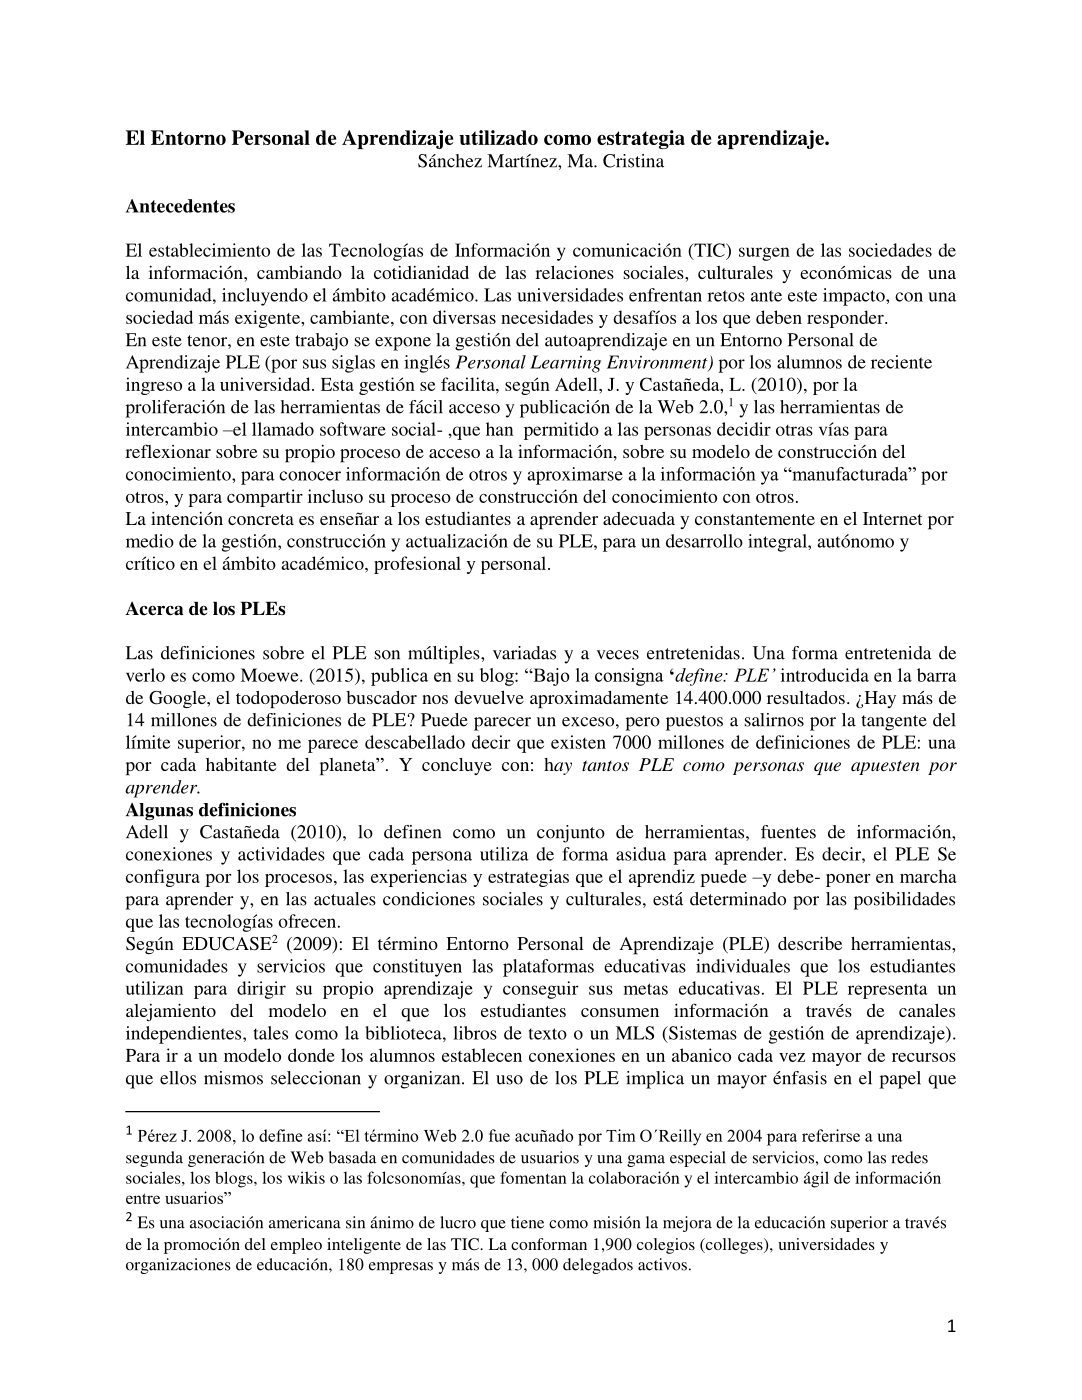 El Entorno Personal de Aprendizaje utilizado como estrategia de aprendizaje.
Sánchez Martínez, Ma. Cristina
Antecedentes
El establecimiento de las Tecnologías de Información y comunicación (TIC) surgen de las sociedades de
la información, cambiando la cotidianidad de las relaciones sociales, culturales y económicas de una
comunidad, incluyendo el ámbito académico. Las universidades enfrentan retos ante este impacto, con una
sociedad más exigente, cambiante, con diversas necesidades y desafíos a los que deben responder.
En este tenor, en este trabajo se expone la gestión del autoaprendizaje en un Entorno Personal de
Aprendizaje PLE (por sus siglas en inglés Personal Learning Environment) por los alumnos de reciente
ingreso a la universidad. Esta gestión se facilita, según Adell, J. y Castañeda, L. (2010), por la
proliferación de las herramientas de fácil acceso y publicación de la Web 2.0,1 y las herramientas de
intercambio –el llamado software social- ,que han  permitido a las personas decidir otras vías para
reflexionar sobre su propio proceso de acceso a la información, sobre su modelo de construcción del
conocimiento, para conocer información de otros y aproximarse a la información ya “manufacturada” por
otros, y para compartir incluso su proceso de construcción del conocimiento con otros.
La intención concreta es enseñar a los estudiantes a aprender adecuada y constantemente en el Internet por
medio de la gestión, construcción y actualización de su PLE, para un desarrollo integral, autónomo y
crítico en el ámbito académico, profesional y personal.
Acerca de los PLEs
Las definiciones sobre el PLE son múltiples, variadas y a veces entretenidas. Una forma entretenida de
verlo es como Moewe. (2015), publica en su blog: “Bajo la consigna ‘define: PLE’ introducida en la barra
de Google, el todopoderoso buscador nos devuelve aproximadamente 14.400.000 resultados. ¿Hay más de
14 millones de definiciones de PLE? Puede parecer un exceso, pero puestos a salirnos por la tangente del
límite superior, no me parece descabellado decir que existen 7000 millones de definiciones de PLE: una
por cada habitante del planeta”. Y concluye con: hay tantos PLE como personas que apuesten por
aprender.
Algunas definiciones
Adell y Castañeda (2010), lo definen como un conjunto de herramientas, fuentes de información,
conexiones y actividades que cada persona utiliza de forma asidua para aprender. Es decir, el PLE Se
configura por los procesos, las experiencias y estrategias que el aprendiz puede –y debe- poner en marcha
para aprender y, en las actuales condiciones sociales y culturales, está determinado por las posibilidades
que las tecnologías ofrecen.
Según EDUCASE2 (2009): El término Entorno Personal de Aprendizaje (PLE) describe herramientas,
comunidades y servicios que constituyen las plataformas educativas individuales que los estudiantes
utilizan para dirigir su propio aprendizaje y conseguir sus metas educativas. El PLE representa un
alejamiento del modelo en el que los estudiantes consumen información a través de canales
independientes, tales como la biblioteca, libros de texto o un MLS (Sistemas de gestión de aprendizaje).
Para ir a un modelo donde los alumnos establecen conexiones en un abanico cada vez mayor de recursos
que ellos mismos seleccionan y organizan. El uso de los PLE implica un mayor énfasis en el papel que
1 Pérez J. 2008, lo define así: “El término Web 2.0 fue acuñado por Tim O´Reilly en 2004 para referirse a una
segunda generación de Web basada en comunidades de usuarios y una gama especial de servicios, como las redes
sociales, los blogs, los wikis o las folcsonomías, que fomentan la colaboración y el intercambio ágil de información
entre usuarios”
2 Es una asociación americana sin ánimo de lucro que tiene como misión la mejora de la educación superior a través
de la promoción del empleo inteligente de las TIC. La conforman 1,900 colegios (colleges), universidades y
organizaciones de educación, 180 empresas y más de 13, 000 delegados activos.
1